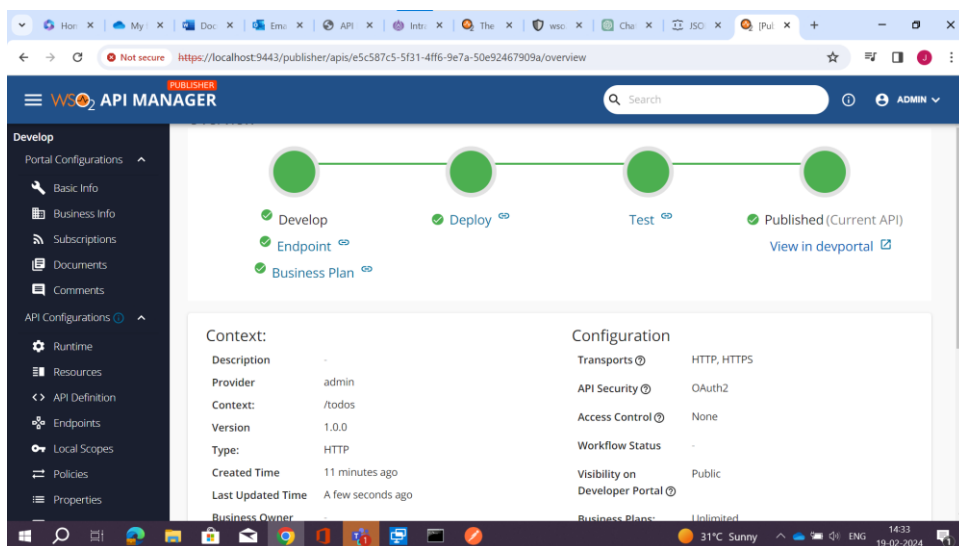 Hon
My
Doc
Ema
API
Intr
The
wso
Cha
JSO
[Pul
Not secure https://localhost:9443/publisher/apis/e5c587c5-5f31-4ff6-9e7a-50e92467909a/overview
J
PUBLISHER
WSO2 API MANAGER
Search
ADMIN
Develop
Portal Configurations
Basic Info
Business Info
Subscriptions
Documents
Comments
API Configurations
Runtime
Resources
API Definition
Endpoints
Local Scopes
Policies
Properties
Develop
Endpoint
Business Plan
Deploy
Test
Published (Current API)
View in devportal
Context:
Description -
Provider admin
Context: /todos
Version 1.0.0
Type: HTTP
Created Time 11 minutes ago
Last Updated Time A few seconds ago
Business Owner -
Configuration
Transports HTTP, HTTPS
API Security OAuth2
Access Control None
Workflow Status -
Visibility on Public
Developer Portal
Business Plans: Unlimited
31°C Sunny
ENG
14:33
19-02-2024